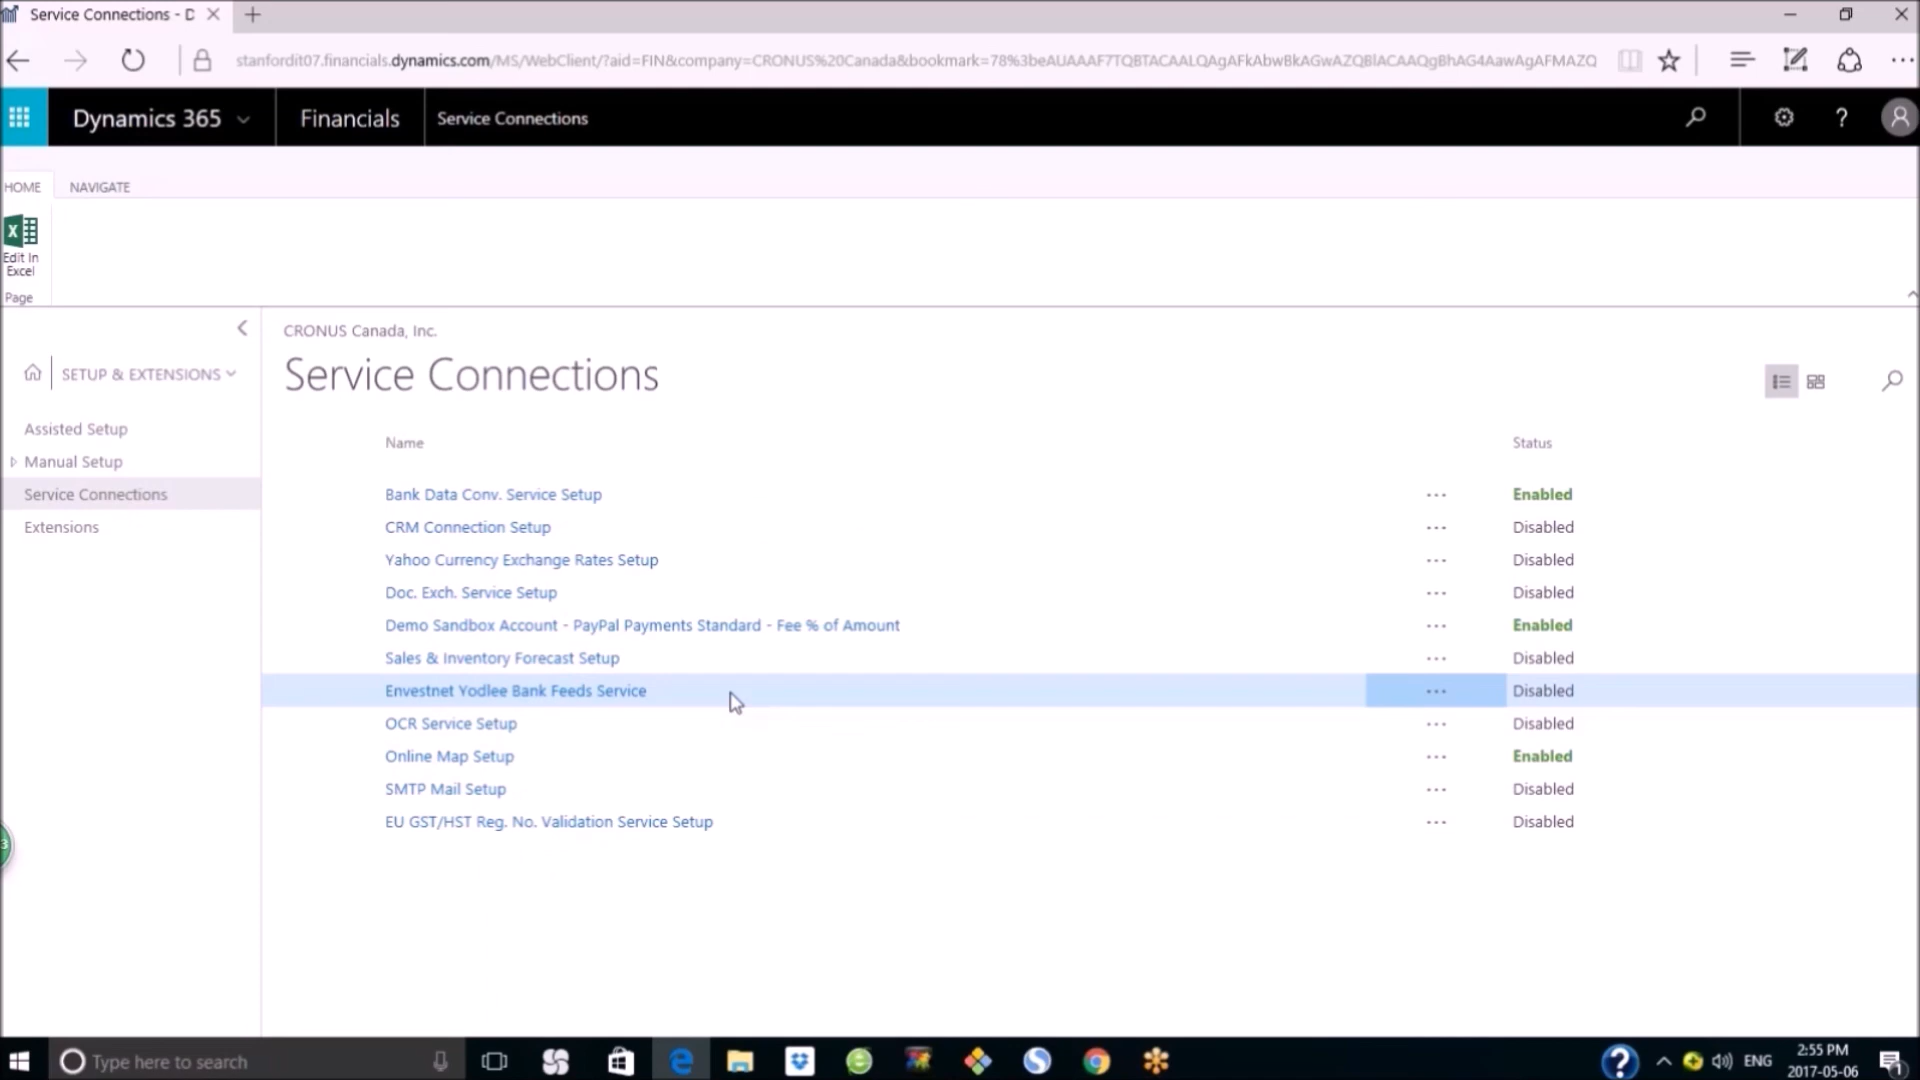 Service Connections - D
stanfordit07.financials.dynamics.com/MS/WebClient/?aid=FIN&company=CRONUS%20Canada&bookmark=78%3beAUAAAF7TQBTACAALQAgAFkAbwBkAGwAZQBlACAAQgBhAG4AawAgAFMAZQ
Dynamics 365
Financials
Service Connections
?
HOME
NAVIGATE
Edit In
Excel
Page
CRONUS Canada, Inc.
Service Connections
SETUP & EXTENSIONS
Assisted Setup
Manual Setup
Service Connections
Extensions
Name Status
Bank Data Conv. Service Setup ... Enabled
CRM Connection Setup ... Disabled
Yahoo Currency Exchange Rates Setup ... Disabled
Doc. Exch. Service Setup ... Disabled
Demo Sandbox Account - PayPal Payments Standard - Fee % of Amount ... Enabled
Sales & Inventory Forecast Setup ... Disabled
Envestnet Yodlee Bank Feeds Service ... Disabled
OCR Service Setup ... Disabled
Online Map Setup ... Enabled
SMTP Mail Setup ... Disabled
EU GST/HST Reg. No. Validation Service Setup ... Disabled
3
Type here to search
ENG
2:55 PM
2017-05-06
1